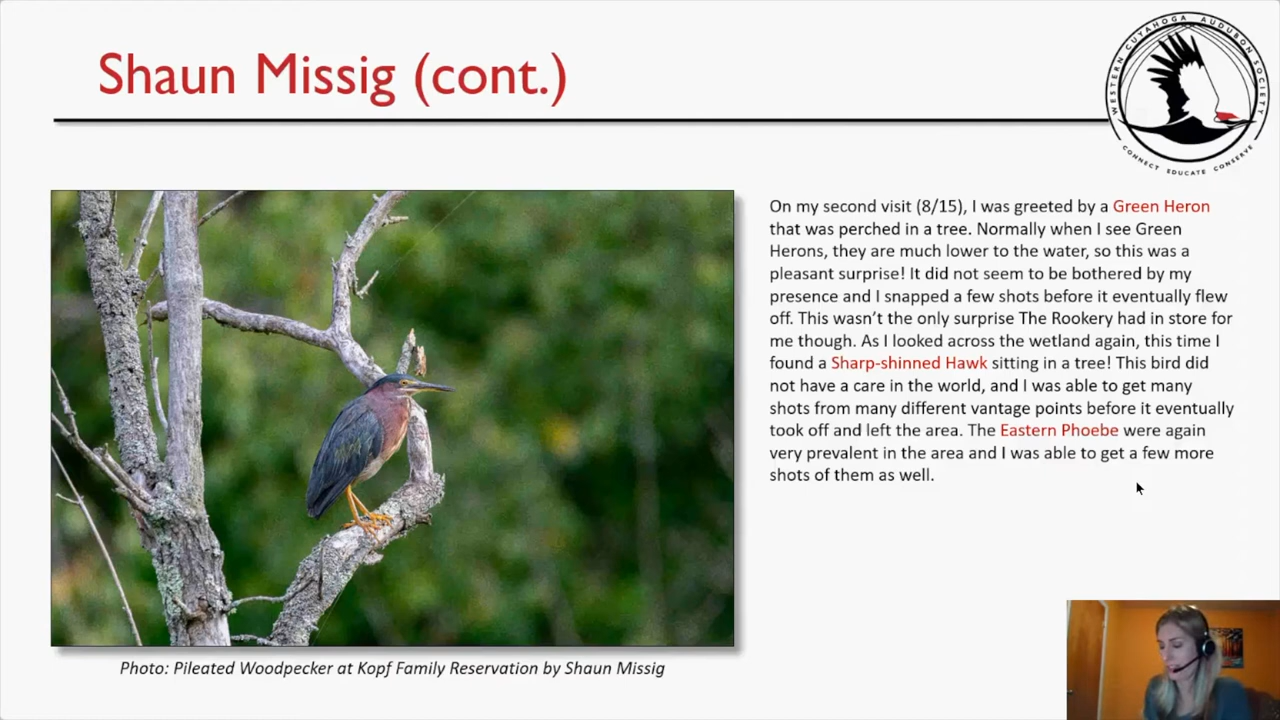 Shaun Missig (cont.)
WESTERN CUYAHOGA AUDUBON SOCIETY
CONNECT EDUCATE CONSERVE
On my second visit (8/15), I was greeted by a Green Heron
that was perched in a tree. Normally when I see Green
Herons, they are much lower to the water, so this was a
pleasant surprise! It did not seem to be bothered by my
presence and I snapped a few shots before it eventually flew
off. This wasn’t the only surprise The Rookery had in store for
me though. As I looked across the wetland again, this time I
found a Sharp-shinned Hawk sitting in a tree! This bird did
not have a care in the world, and I was able to get many
shots from many different vantage points before it eventually
took off and left the area. The Eastern Phoebe were again
very prevalent in the area and I was able to get a few more
shots of them as well.
Photo: Pileated Woodpecker at Kopf Family Reservation by Shaun Missig